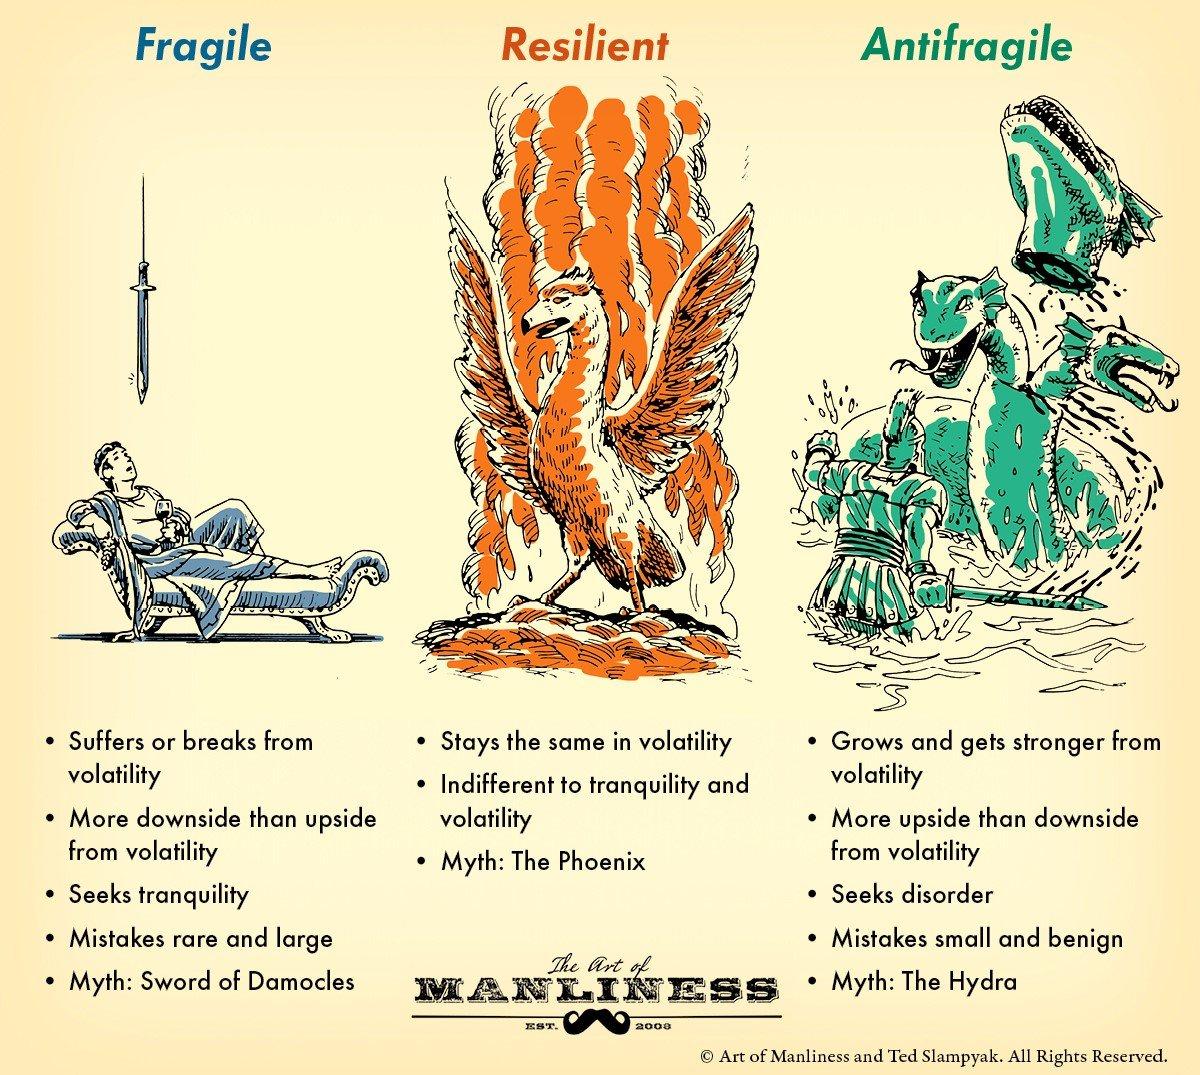 Fragile
Resilient
Antifragile
• Suffers or breaks from
volatility
• More downside than upside
from volatility
• Seeks tranquility
• Mistakes rare and large
• Myth: Sword of Damocles
• Stays the same in volatility
• Indifferent to tranquility and
volatility
• Myth: The Phoenix
• Grows and gets stronger from
volatility
• More upside than downside
from volatility
• Seeks disorder
• Mistakes small and benign
• Myth: The Hydra
The Art of
MANLINESS
EST. 2008
© Art of Manliness and Ted Slampyak. All Rights Reserved.